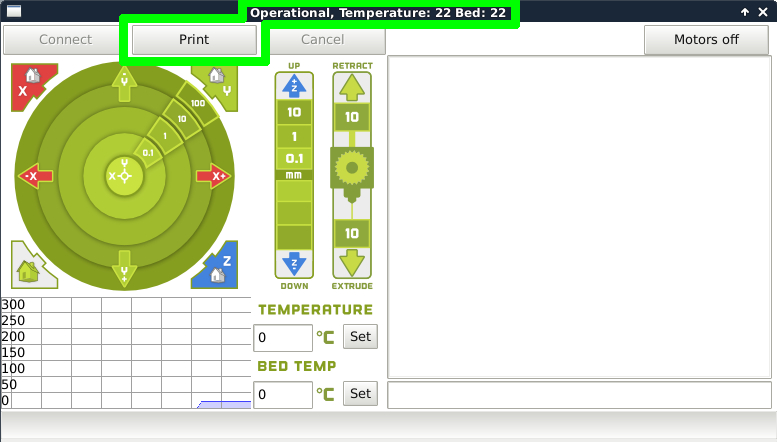 Operational, Temperature: 22 Bed: 22
Connect
Print
Cancel
Motors off
X
-Y
Y
100
10
1
0.1
Y
X
-X
X+
Y+
Z
UP
+Z
10
1
0.1
mm
-Z
DOWN
RETRACT
10
10
EXTRUDE
300
250
200
150
100
50
0
TEMPERATURE
0 °C Set
BED TEMP
0 °C Set